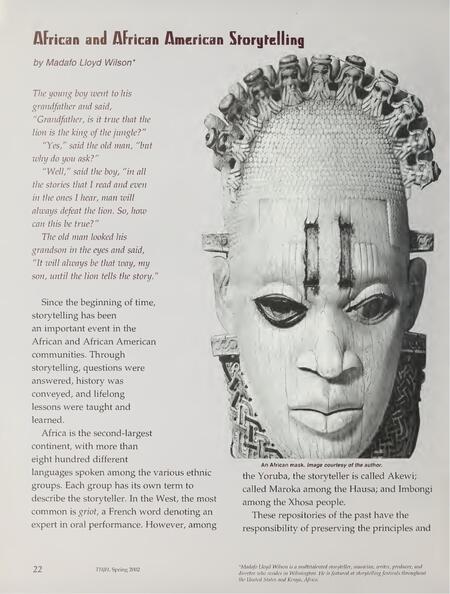 African and African American Storytelling
by Madafo Lloyd Wilson*
The young boy went to his
grandfather and said,
"Grandfather, is it true that the
lion is the king of the jungle?"
"Yes," said the old man, "but
why do you ask?"
"Well," said the boy, "in all
the stories that I read and even
in the ones I hear, man will
always defeat the lion. So, how
can this be true?"
The old man looked his
grandson in the eyes and said,
"It will always be that way, my
son, until the lion tells the story."
Since the beginning of time,
storytelling has been
an important event in the
African and African American
communities. Through
storytelling, questions were
answered, history was
conveyed, and lifelong
lessons were taught and
learned.
Africa is the second-largest
continent, with more than
eight hundred different
languages spoken among the various ethnic
groups. Each group has its own term to
describe the storyteller. In the West, the most
common is griot, a French word denoting an
expert in oral performance. However, among
An African mask. Image courtesy of the author.
the Yoruba, the storyteller is called Akewi;
called Maroka among the Hausa; and Imbongi
among the Xhosa people.
These repositories of the past have the
responsibility of preserving the principles and
22
THJH, Spring 2002
*Madafo Lloyd Wilson is a multitalented storyteller, musician, writer, producer, and
director who resides in Wilmington. He is featured at storytelling festivals throughout
the United States and Kenya, Africa.